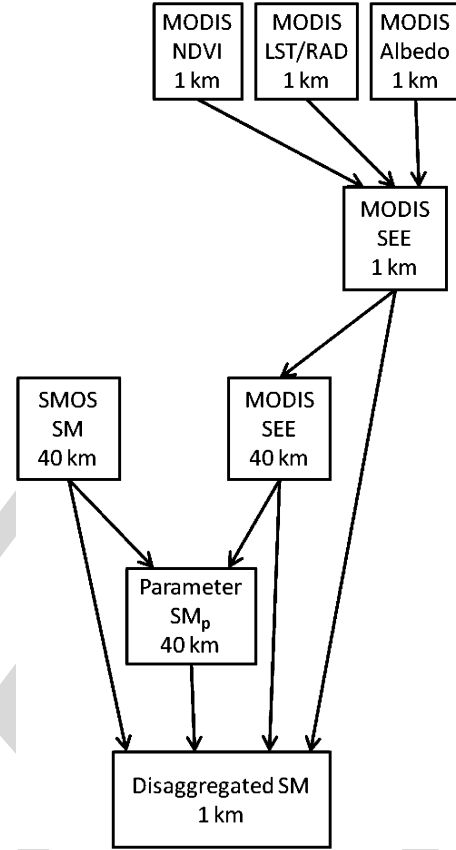 MODIS
NDVI
1 km
MODIS
LST/RAD
1 km
MODIS
Albedo
1 km
MODIS
SEE
1 km
SMOS
SM
40 km
MODIS
SEE
40 km
Parameter
SMₚ
40 km
Disaggregated SM
1 km